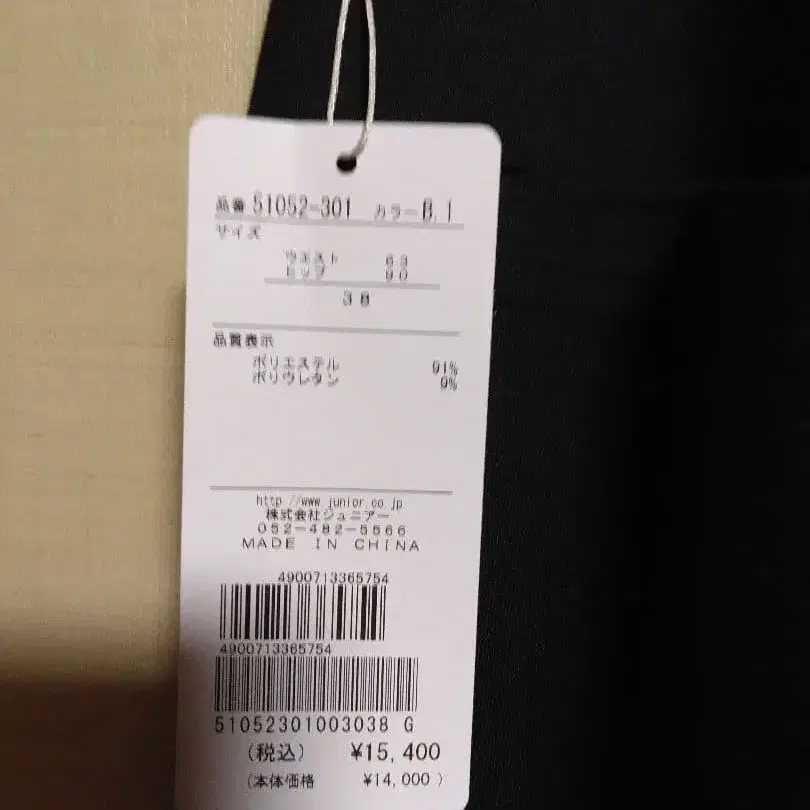 品番 51052-301 カラー B.I
サイズ
ウエスト 63
ヒップ 90
38
品質表示
ポリエステル 91%
ポリウレタン 9%
http //www junior.co jp
株式会社ジュニアー
052-482-5566
MADE IN CHINA
4900713365754
4900713365754
51052301003038 G
(税込) ¥15,400
(本体価格 ¥14,000 )